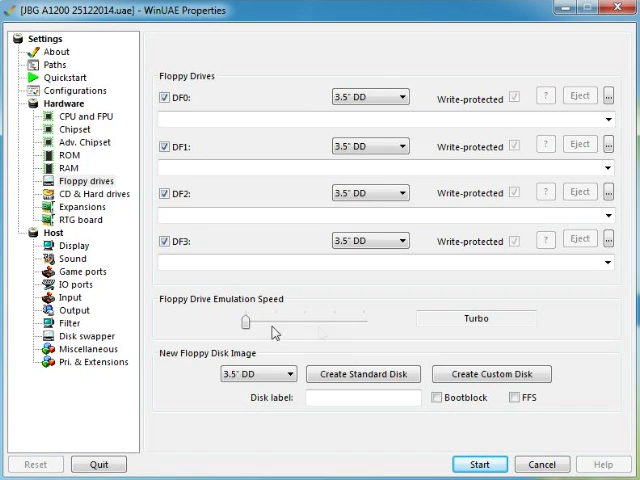 [JBG A1200 25122014.uae] - WinUAE Properties
Settings
About
Paths
Quickstart
Configurations
Hardware
CPU and FPU
Chipset
Adv. Chipset
ROM
RAM
Floppy drives
CD & Hard drives
Expansions
RTG board
Host
Display
Sound
Game ports
IO ports
Input
Output
Filter
Disk swapper
Miscellaneous
Pri. & Extensions
Floppy Drives
DF0: 3.5" DD Write-protected ? Eject ...
DF1: 3.5" DD Write-protected ? Eject ...
DF2: 3.5" DD Write-protected ? Eject ...
DF3: 3.5" DD Write-protected ? Eject ...
Floppy Drive Emulation Speed
Turbo
New Floppy Disk Image
3.5" DD Create Standard Disk Create Custom Disk
Disk label: Bootblock FFS
Reset Quit Start Cancel Help